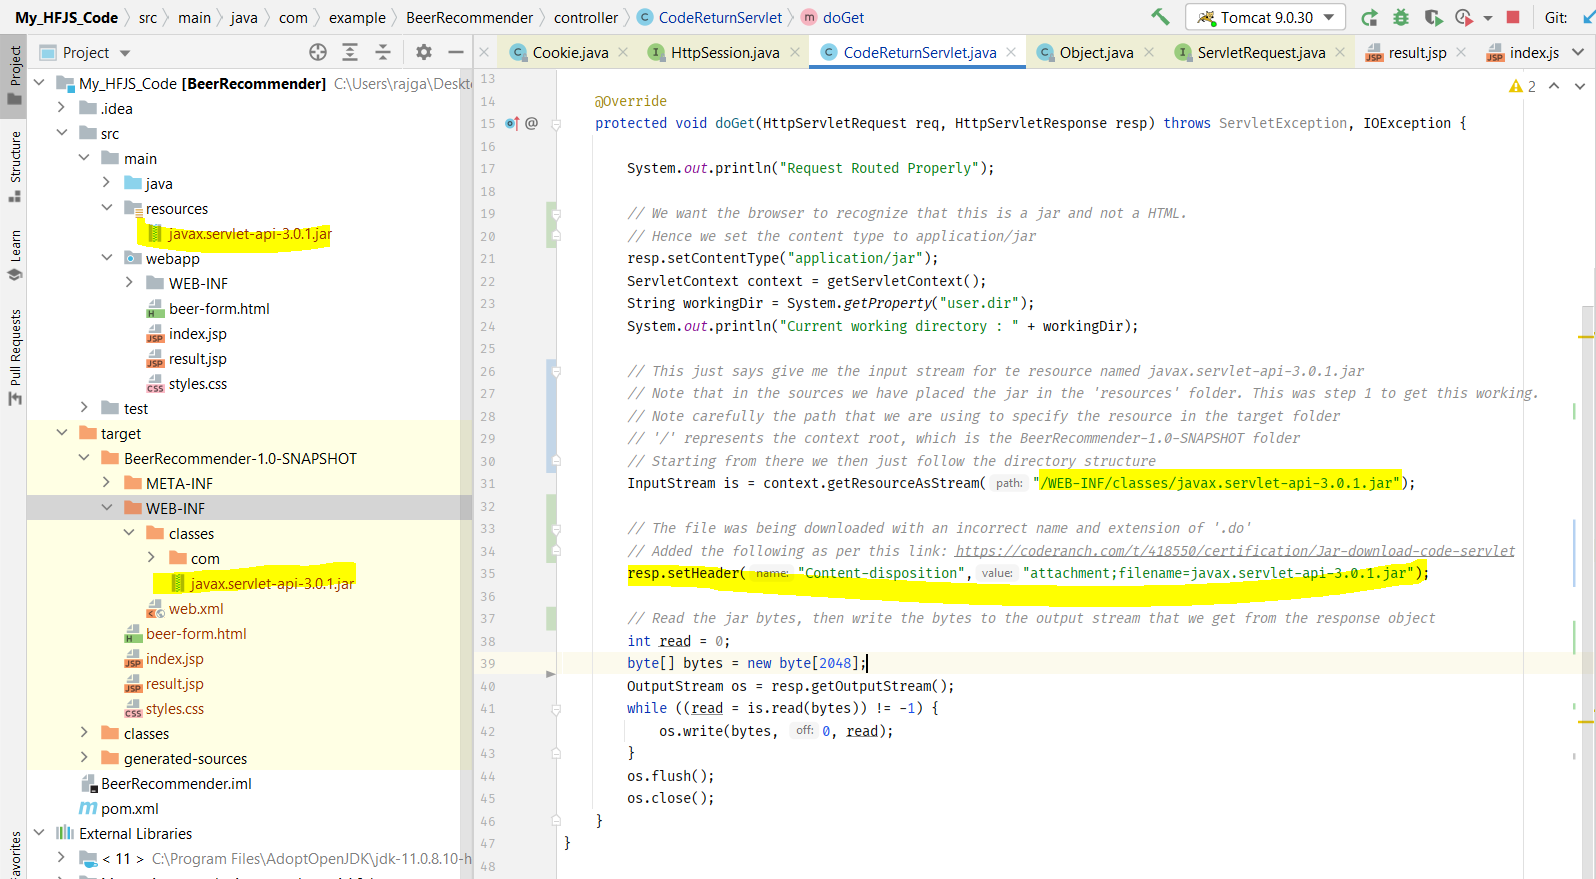 My_HFJS_Code src main java com example BeerRecommender controller CodeReturnServlet doGet Tomcat 9.0.30 Git:
Project Cookie.java HttpSession.java CodeReturnServlet.java Object.java ServletRequest.java result.jsp index.js
Project
Structure
Learn
Pull Requests
My_HFJS_Code [BeerRecommender] C:\Users\rajga\Deskt
.idea
src
main
java
resources
javax.servlet-api-3.0.1.jar
webapp
WEB-INF
beer-form.html
index.jsp
result.jsp
styles.css
test
target
BeerRecommender-1.0-SNAPSHOT
META-INF
WEB-INF
classes
com
javax.servlet-api-3.0.1.jar
web.xml
beer-form.html
index.jsp
result.jsp
styles.css
classes
generated-sources
BeerRecommender.iml
pom.xml
External Libraries
< 11 > C:\Program Files\AdoptOpenJDK\jdk-11.0.8.10-h
2
13
14 @Override
15 @ protected void doGet(HttpServletRequest req, HttpServletResponse resp) throws ServletException, IOException {
16
17 System.out.println("Request Routed Properly");
18
19 // We want the browser to recognize that this is a jar and not a HTML.
20 // Hence we set the content type to application/jar
21 resp.setContentType("application/jar");
22 ServletContext context = getServletContext();
23 String workingDir = System.getProperty("user.dir");
24 System.out.println("Current working directory : " + workingDir);
25
26 // This just says give me the input stream for te resource named javax.servlet-api-3.0.1.jar
27 // Note that in the sources we have placed the jar in the 'resources' folder. This was step 1 to get this working.
28 // Note carefully the path that we are using to specify the resource in the target folder
29 // '/' represents the context root, which is the BeerRecommender-1.0-SNAPSHOT folder
30 // Starting from there we then just follow the directory structure
31 InputStream is = context.getResourceAsStream( path: "/WEB-INF/classes/javax.servlet-api-3.0.1.jar");
32
33 // The file was being downloaded with an incorrect name and extension of '.do'
34 // Added the following as per this link: https://coderanch.com/t/418550/certification/Jar-download-code-servlet
35 resp.setHeader( name: "Content-disposition", value: "attachment;filename=javax.servlet-api-3.0.1.jar");
36
37 // Read the jar bytes, then write the bytes to the output stream that we get from the response object
38 int read = 0;
39 byte[] bytes = new byte[2048];
40 OutputStream os = resp.getOutputStream();
41 while ((read = is.read(bytes)) != -1) {
42 os.write(bytes, off: 0, read);
43 }
44 os.flush();
45 os.close();
46 }
47 }
48